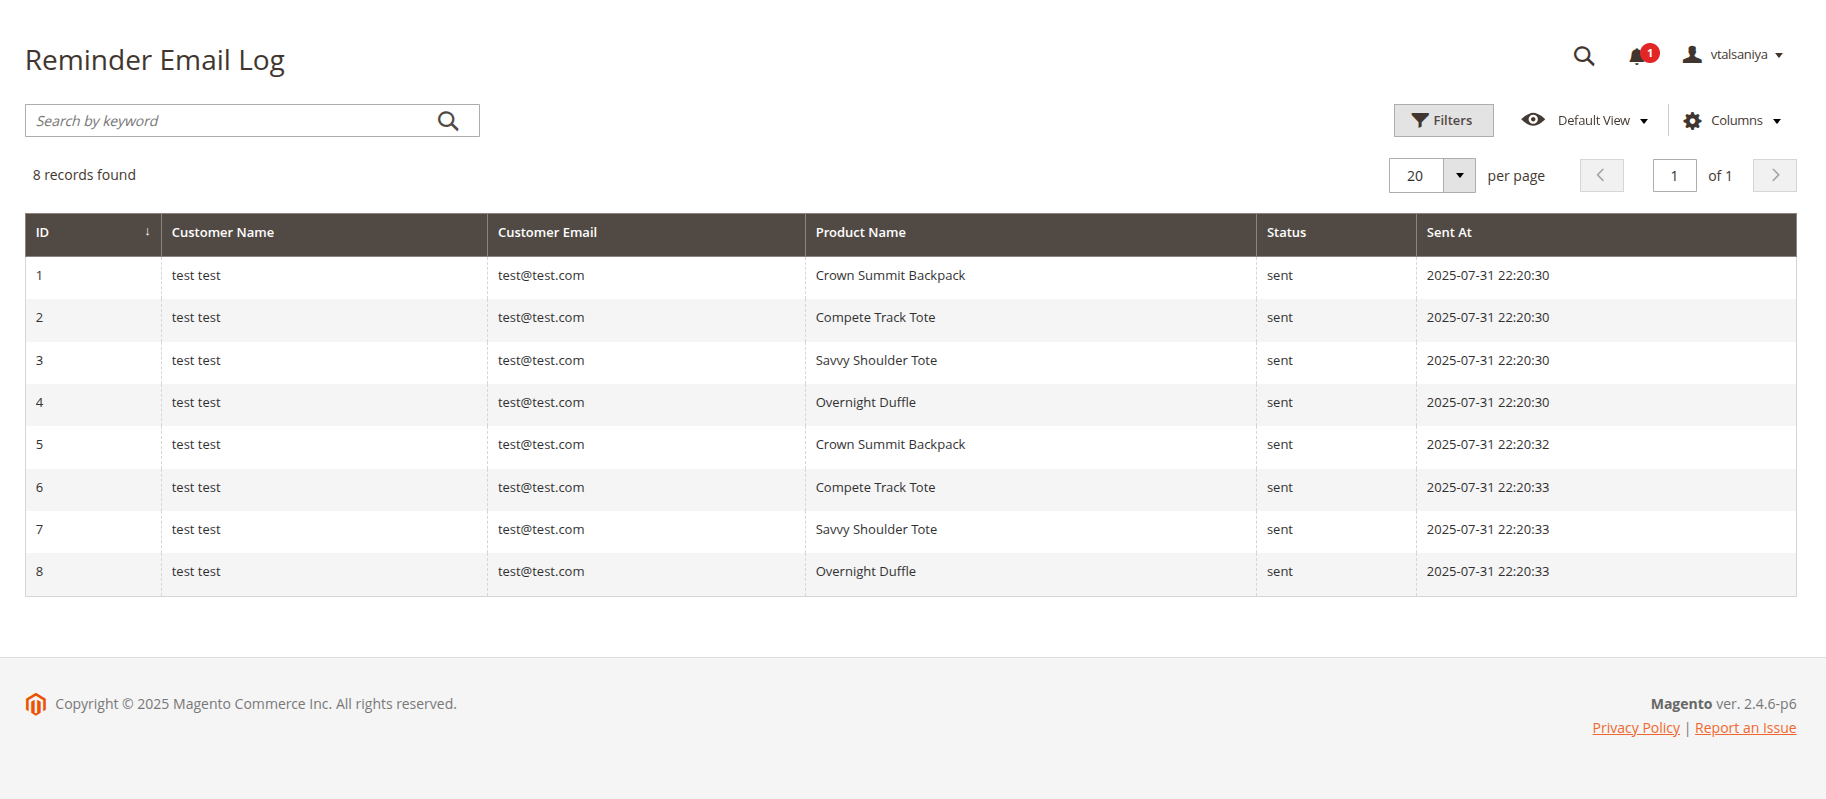 Reminder Email Log
1
vtalsaniya
Search by keyword
Filters
Default View
Columns
8 records found
20
per page
1
of 1
ID ↓ Customer Name Customer Email Product Name Status Sent At
1 test test test@test.com Crown Summit Backpack sent 2025-07-31 22:20:30
2 test test test@test.com Compete Track Tote sent 2025-07-31 22:20:30
3 test test test@test.com Savvy Shoulder Tote sent 2025-07-31 22:20:30
4 test test test@test.com Overnight Duffle sent 2025-07-31 22:20:30
5 test test test@test.com Crown Summit Backpack sent 2025-07-31 22:20:32
6 test test test@test.com Compete Track Tote sent 2025-07-31 22:20:33
7 test test test@test.com Savvy Shoulder Tote sent 2025-07-31 22:20:33
8 test test test@test.com Overnight Duffle sent 2025-07-31 22:20:33
Copyright © 2025 Magento Commerce Inc. All rights reserved.
Magento ver. 2.4.6-p6
Privacy Policy | Report an Issue